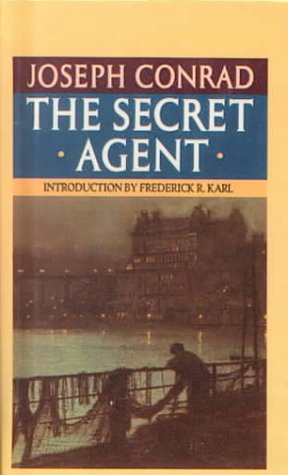 JOSEPH CONRAD
THE SECRET
• AGENT •
INTRODUCTION BY FREDERICK R. KARL